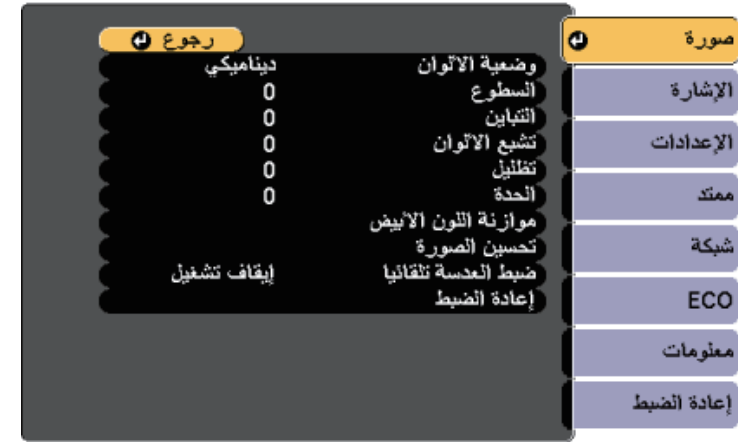 صورة
الإشارة
الإعدادات
ممتد
شبكة
ECO
معلومات
إعادة الضبط
رجوع
وضعية الألوان ديناميكي
السطوع 0
التباين 0
تشبع الألوان 0
تظليل 0
الحدة 0
موازنة اللون الأبيض
تحسين الصورة
ضبط العدسة تلقائيا إيقاف تشغيل
إعادة الضبط